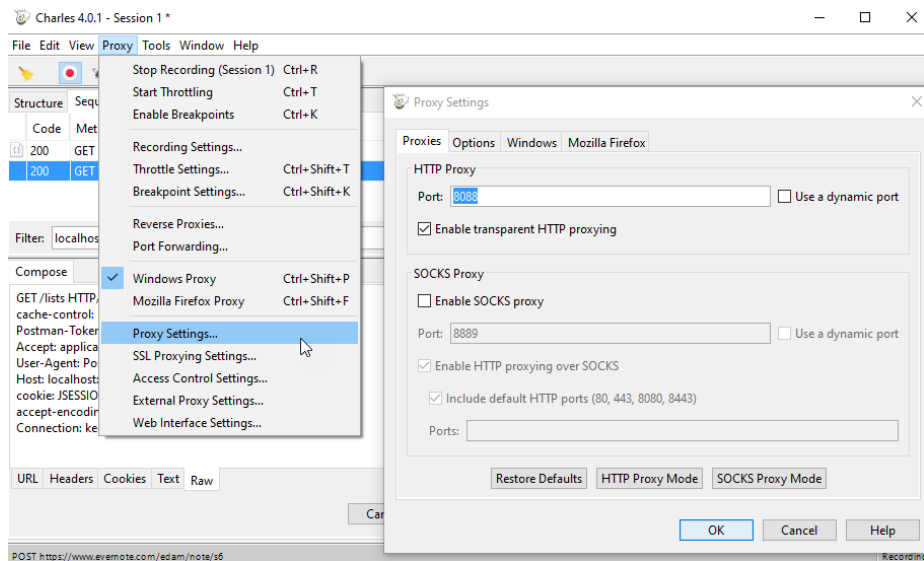 Charles 4.0.1 - Session 1 *
File Edit View Proxy Tools Window Help
Structure Sequ
Code Met
200 GET
200 GET
Filter: localhos
Compose
GET /lists HTTP/
cache-control:
Postman-Token
Accept: applica
User-Agent: Po
Host: localhost:
cookie: JSESSIO
accept-encodin
Connection: ke
URL Headers Cookies Text Raw
Can
POST https://www.evernote.com/edam/note/s6
Recording
Stop Recording (Session 1) Ctrl+R
Start Throttling Ctrl+T
Enable Breakpoints Ctrl+K
Recording Settings...
Throttle Settings... Ctrl+Shift+T
Breakpoint Settings... Ctrl+Shift+K
Reverse Proxies...
Port Forwarding...
Windows Proxy Ctrl+Shift+P
Mozilla Firefox Proxy Ctrl+Shift+F
Proxy Settings...
SSL Proxying Settings...
Access Control Settings...
External Proxy Settings...
Web Interface Settings...
Proxy Settings
Proxies Options Windows Mozilla Firefox
HTTP Proxy
Port: 8088 Use a dynamic port
Enable transparent HTTP proxying
SOCKS Proxy
Enable SOCKS proxy
Port: 8889 Use a dynamic port
Enable HTTP proxying over SOCKS
Include default HTTP ports (80, 443, 8080, 8443)
Ports:
Restore Defaults HTTP Proxy Mode SOCKS Proxy Mode
OK Cancel Help